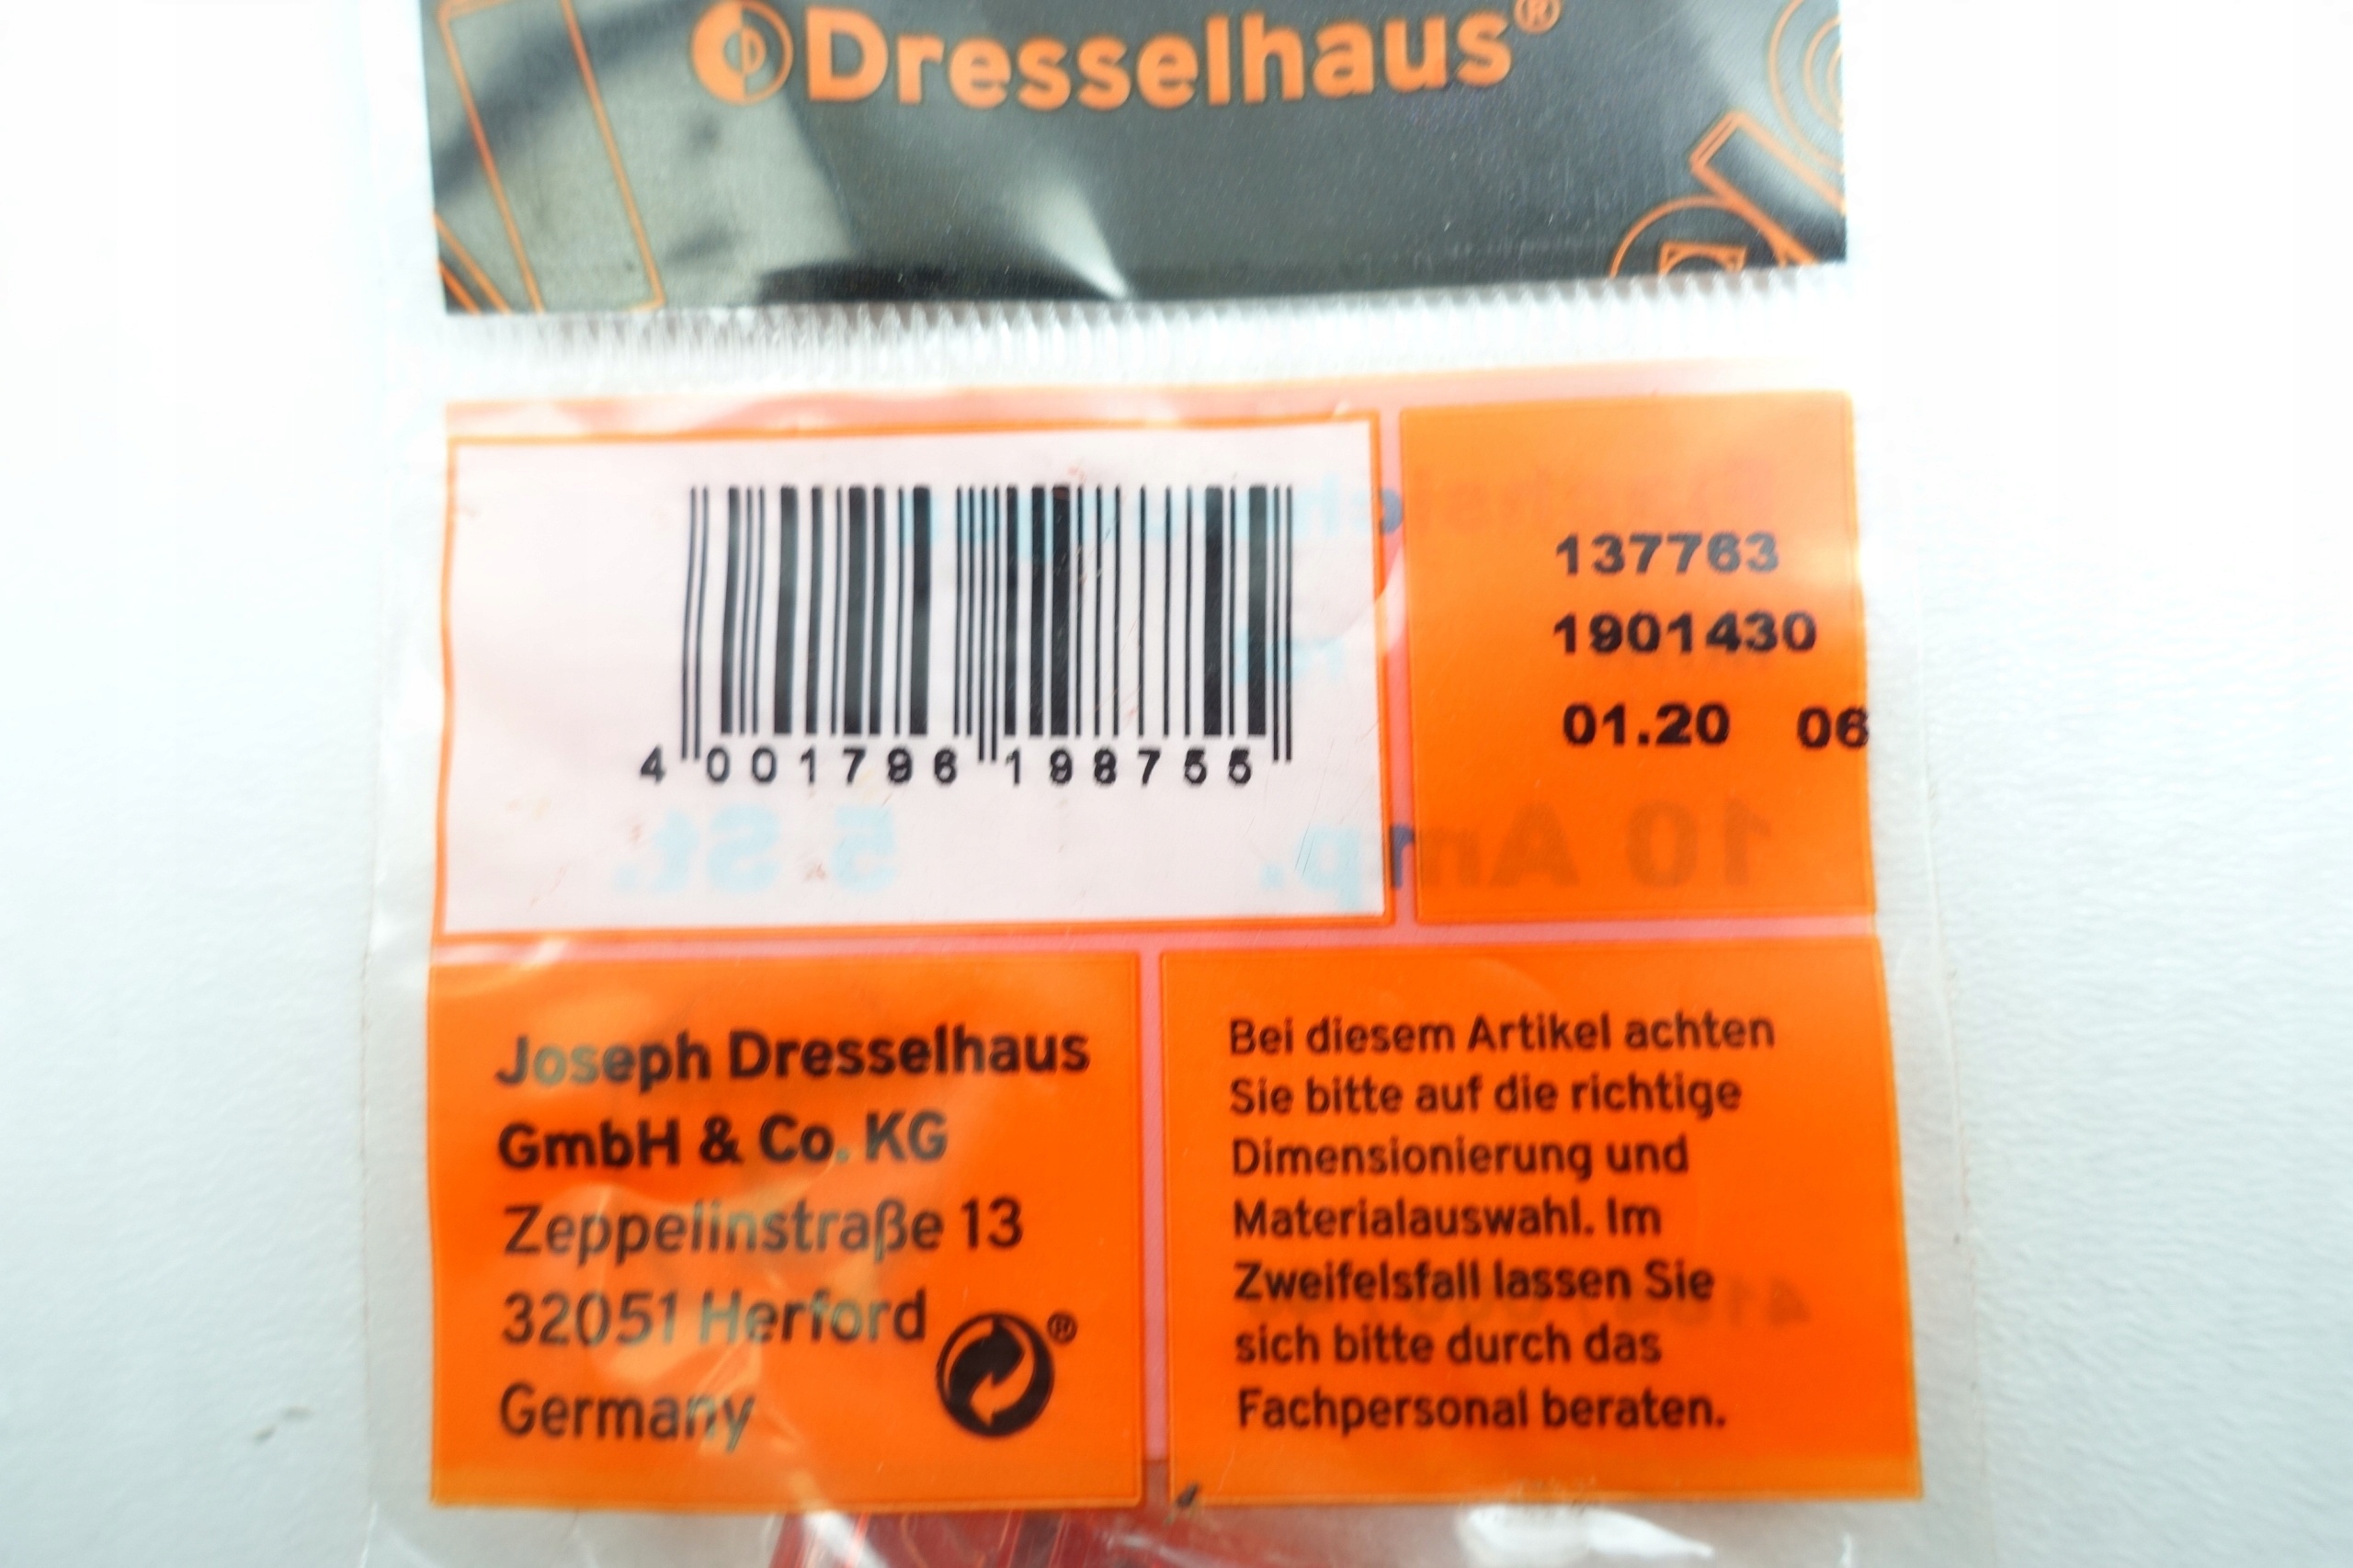 Dresselhaus®
137763
1901430
01.20 06
4 001796 198755
5 St.
10 Amp.
Joseph Dresselhaus
GmbH & Co. KG
Zeppelinstraße 13
32051 Herford
Germany
®
Bei diesem Artikel achten
Sie bitte auf die richtige
Dimensionierung und
Materialauswahl. Im
Zweifelsfall lassen Sie
sich bitte durch das
Fachpersonal beraten.